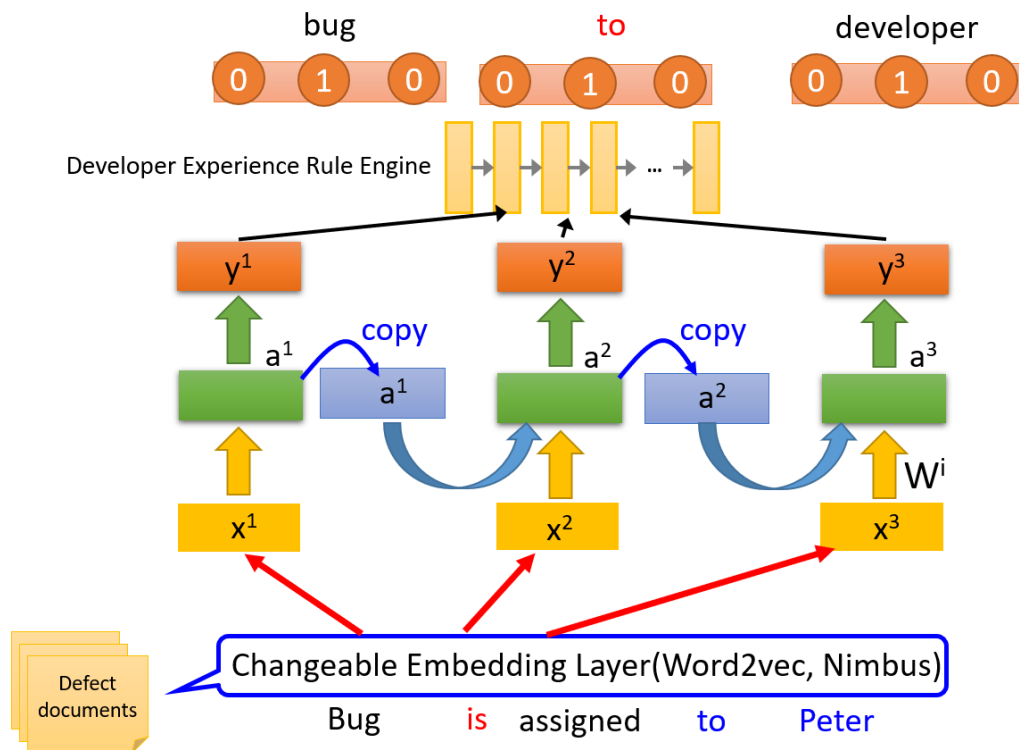 bug to developer
0 1 0 0 1 0 0 1 0
Developer Experience Rule Engine ...
y¹ y² y³
copy copy
a¹ a² a³
a¹ a²
Wⁱ
x¹ x² x³
Changeable Embedding Layer(Word2vec, Nimbus)
Defect
documents
Bug is assigned to Peter